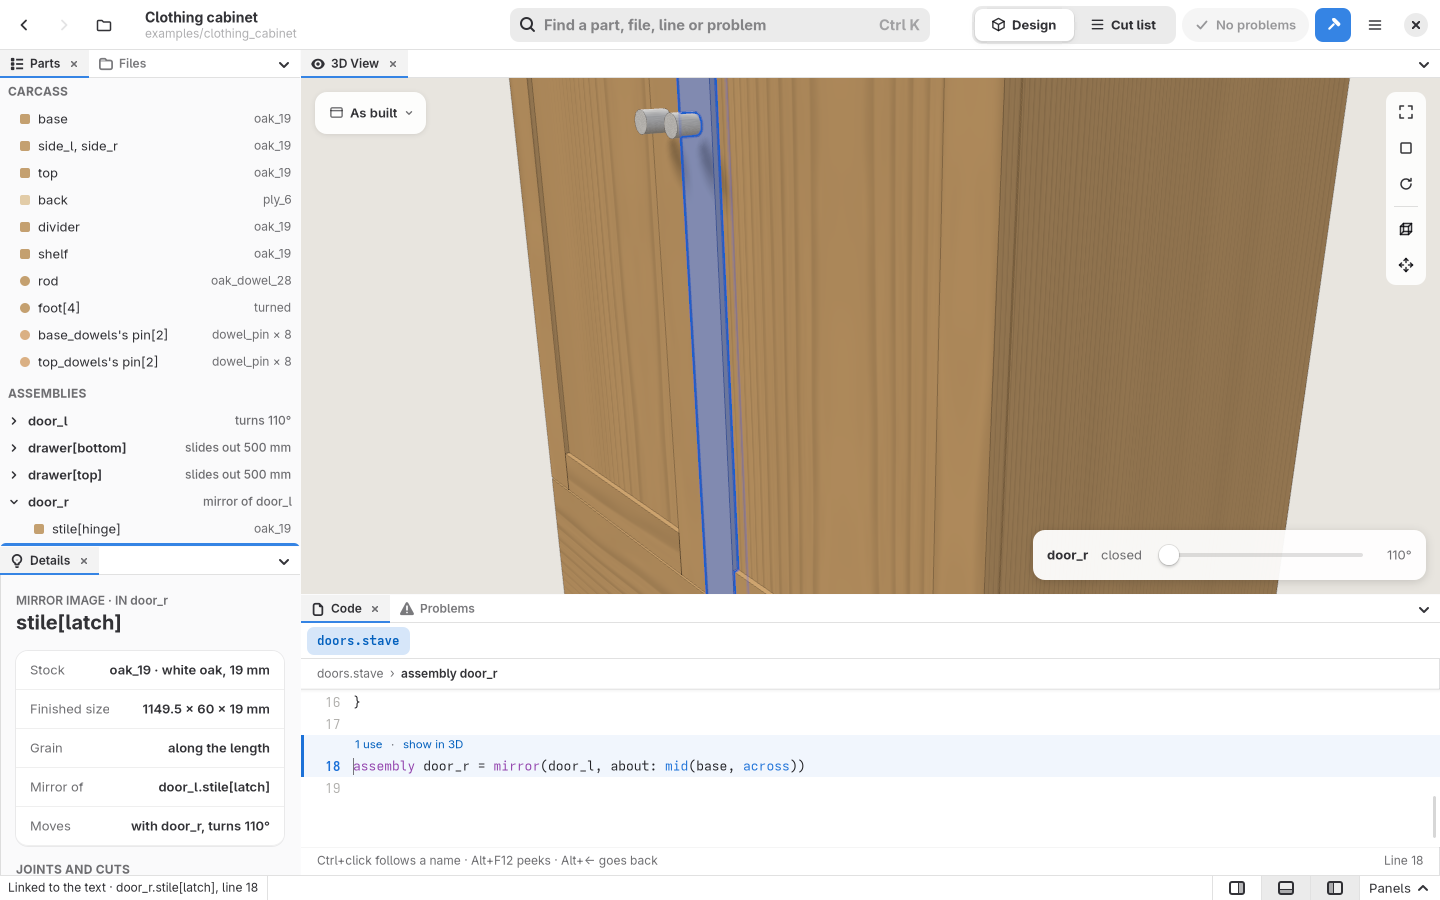 Clothing cabinet
examples/clothing_cabinet
Find a part, file, line or problem
Ctrl K
Design
Cut list
No problems
Parts
Files
3D View
CARCASS
base
oak_19
side_l, side_r
oak_19
top
oak_19
back
ply_6
divider
oak_19
shelf
oak_19
rod
oak_dowel_28
foot[4]
turned
base_dowels's pin[2]
dowel_pin × 8
top_dowels's pin[2]
dowel_pin × 8
ASSEMBLIES
door_l
turns 110°
drawer[bottom]
slides out 500 mm
drawer[top]
slides out 500 mm
door_r
mirror of door_l
stile[hinge]
oak_19
As built
door_r
closed
110°
Details
MIRROR IMAGE · IN door_r
stile[latch]
Stock
oak_19 · white oak, 19 mm
Finished size
1149.5 × 60 × 19 mm
Grain
along the length
Mirror of
door_l.stile[latch]
Moves
with door_r, turns 110°
JOINTS AND CUTS
Code
Problems
doors.stave
doors.stave › assembly door_r
16 }
17
1 use · show in 3D
18 assembly door_r = mirror(door_l, about: mid(base, across))
19
Ctrl+click follows a name · Alt+F12 peeks · Alt+← goes back
Line 18
Linked to the text · door_r.stile[latch], line 18
Panels